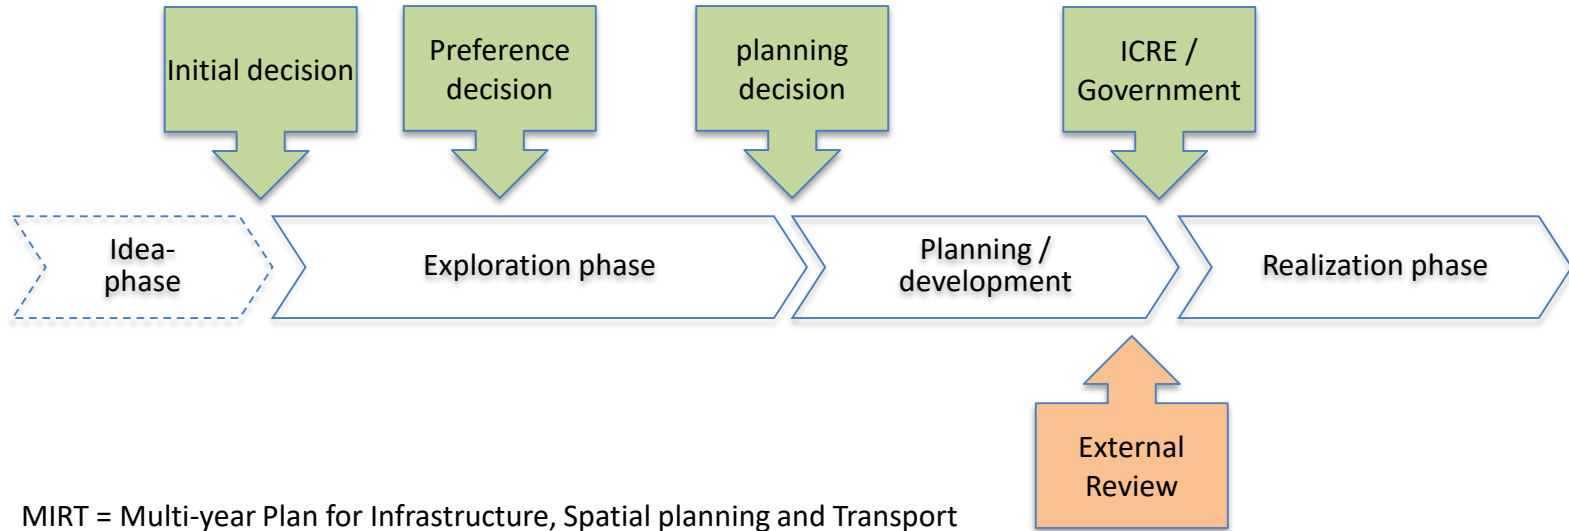 Initial decision
Preference
decision
planning
decision
ICRE /
Government
Idea-
phase
Exploration phase
Planning /
development
Realization phase
External
Review
MIRT = Multi-year Plan for Infrastructure, Spatial planning and Transport